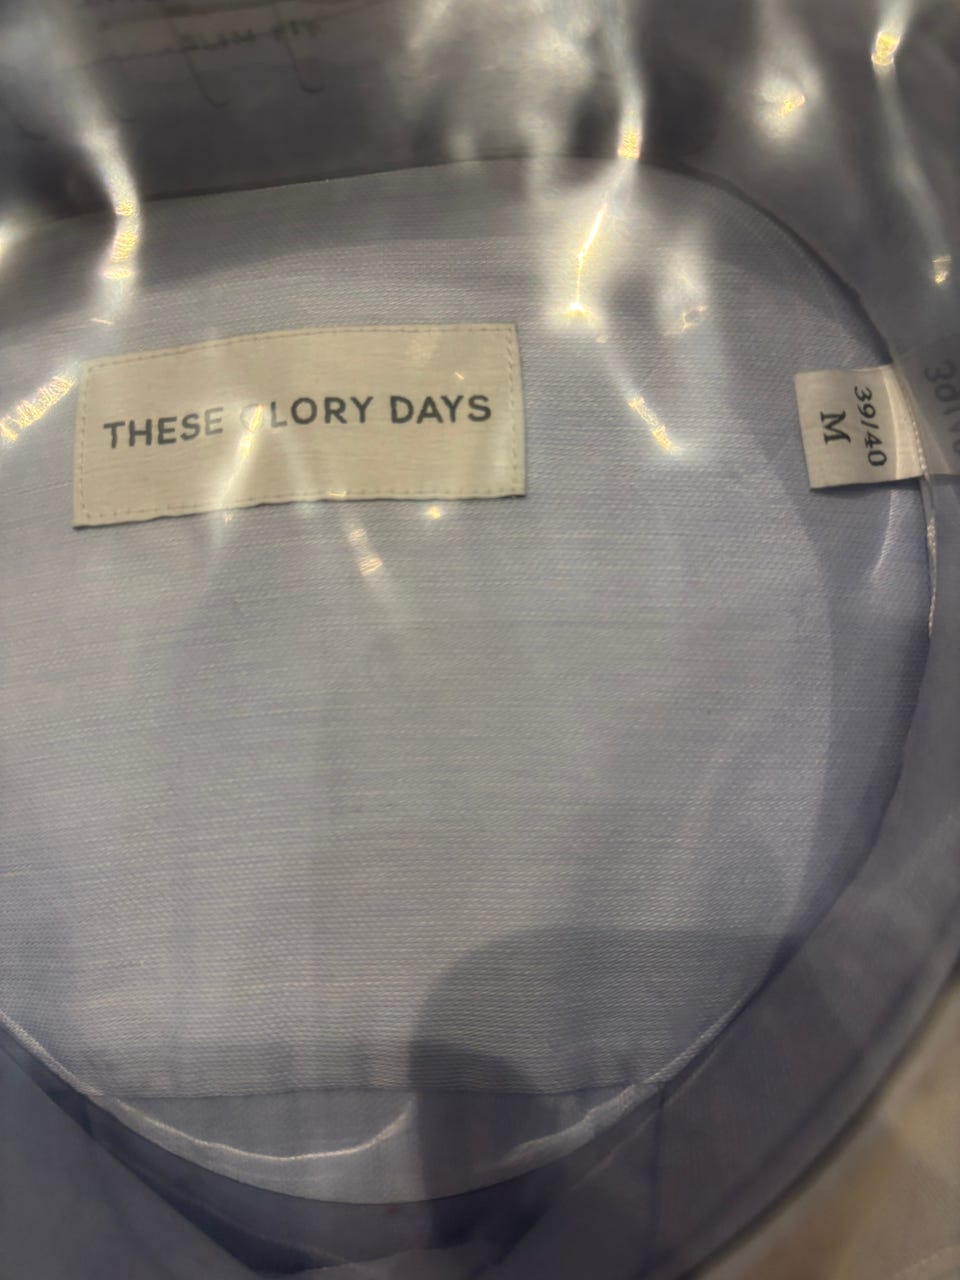 THESE GLORY DAYS
39/40
M